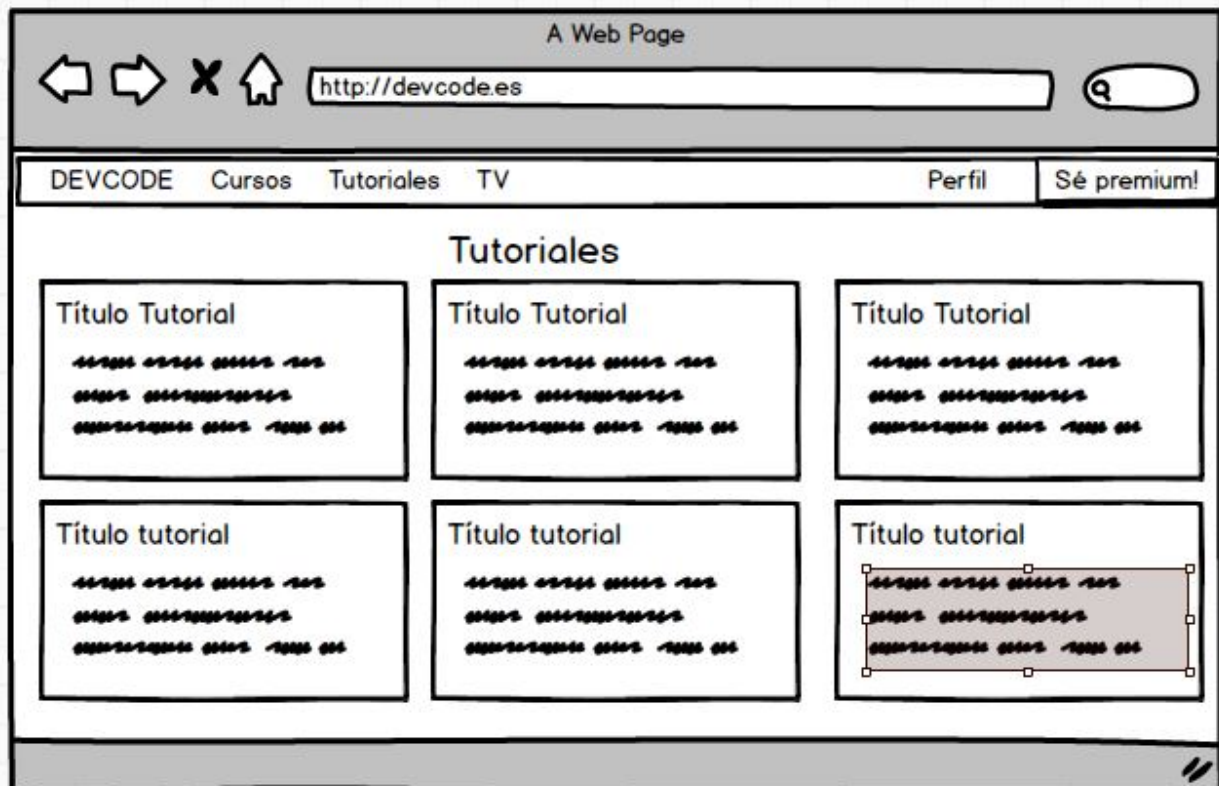 A Web Page
http://devcode.es
DEVCODE Cursos Tutoriales TV Perfil Sé premium!
Tutoriales
Título Tutorial Título Tutorial Título Tutorial
Título tutorial Título tutorial Título tutorial